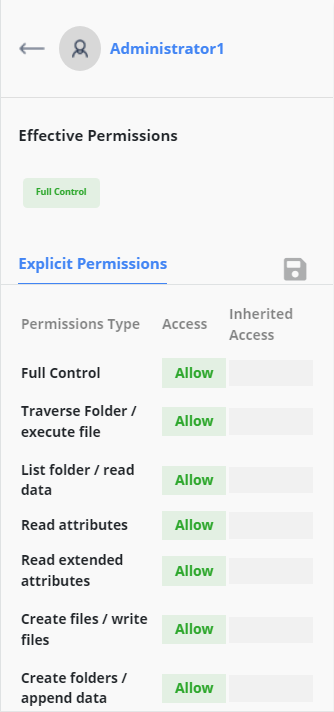 Administrator1
Effective Permissions
Full Control
Explicit Permissions
Permissions Type Access Inherited
Access
Full Control Allow
Traverse Folder /
execute file Allow
List folder / read
data Allow
Read attributes Allow
Read extended
attributes Allow
Create files / write
files Allow
Create folders /
append data Allow